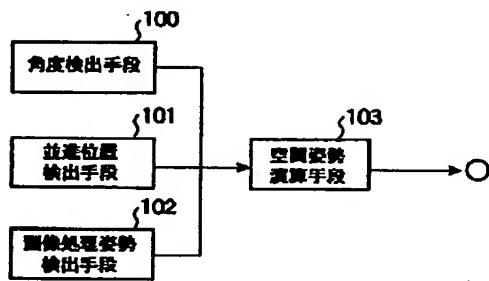 100
角度検出手段
101
並進位置
検出手段
103
空間姿勢
演算手段
102
画像処理姿勢
検出手段